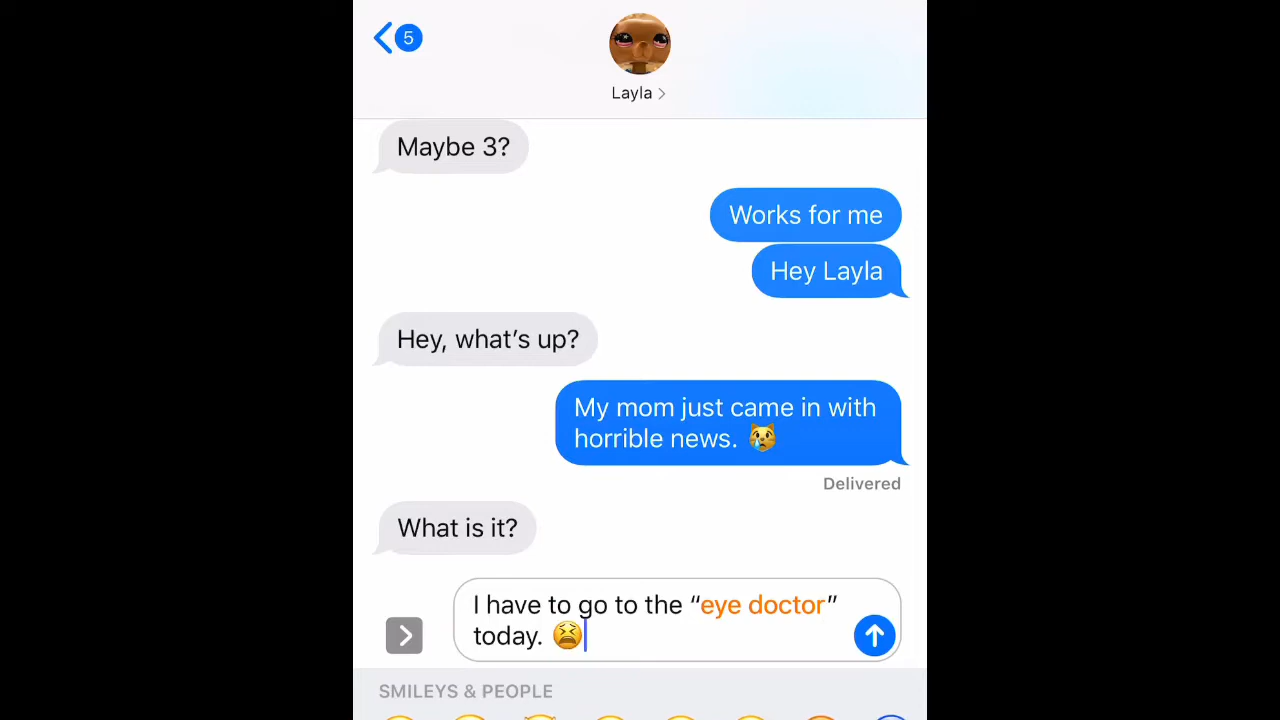 5
Layla >
Maybe 3?
Works for me
Hey Layla
Hey, what’s up?
My mom just came in with
horrible news. 😿
Delivered
What is it?
I have to go to the “eye doctor”
today. 😫
SMILEYS & PEOPLE